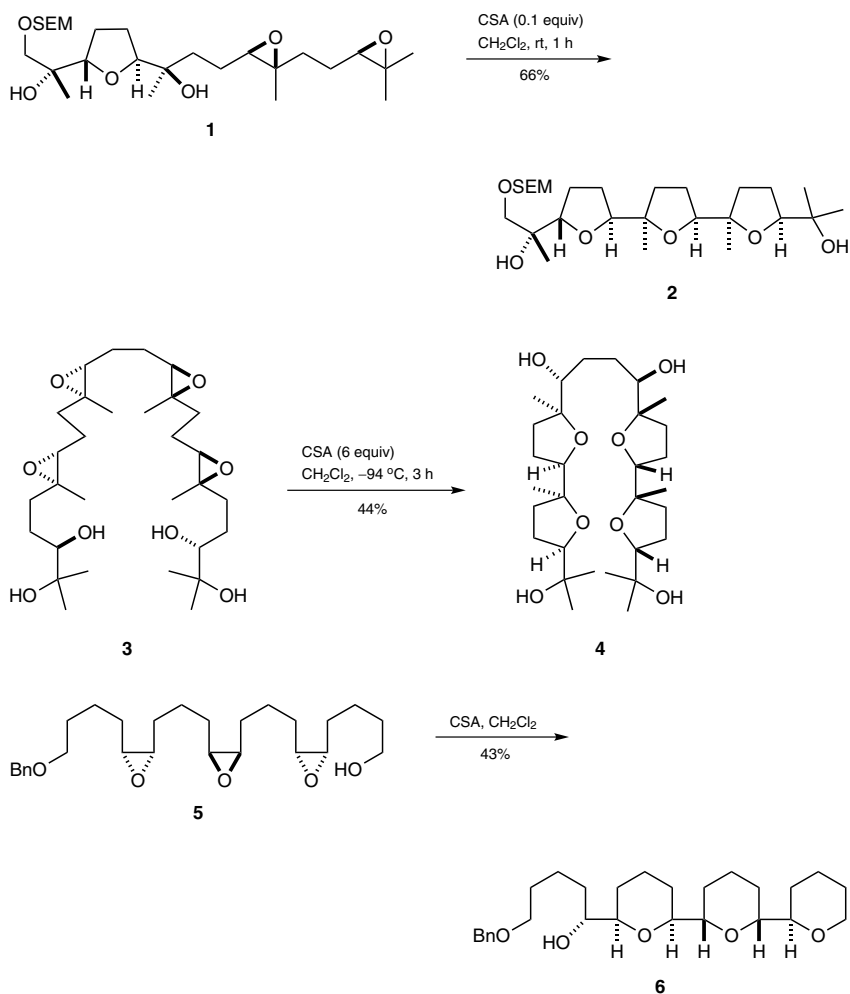 OSEM
HO
O
H
H
OH
O
O
1
CSA (0.1 equiv)
CH2Cl2, rt, 1 h
66%
OSEM
HO
O
H
H
O
H
O
H
OH
2
O
O
O
O
OH
HO
HO
OH
3
CSA (6 equiv)
CH2Cl2, –94 °C, 3 h
44%
HO
OH
O
O
H
H
O
O
H
H
HO
OH
4
BnO
O
O
O
HO
5
CSA, CH2Cl2
43%
BnO
HO
H
O
H
H
O
H
H
O
6